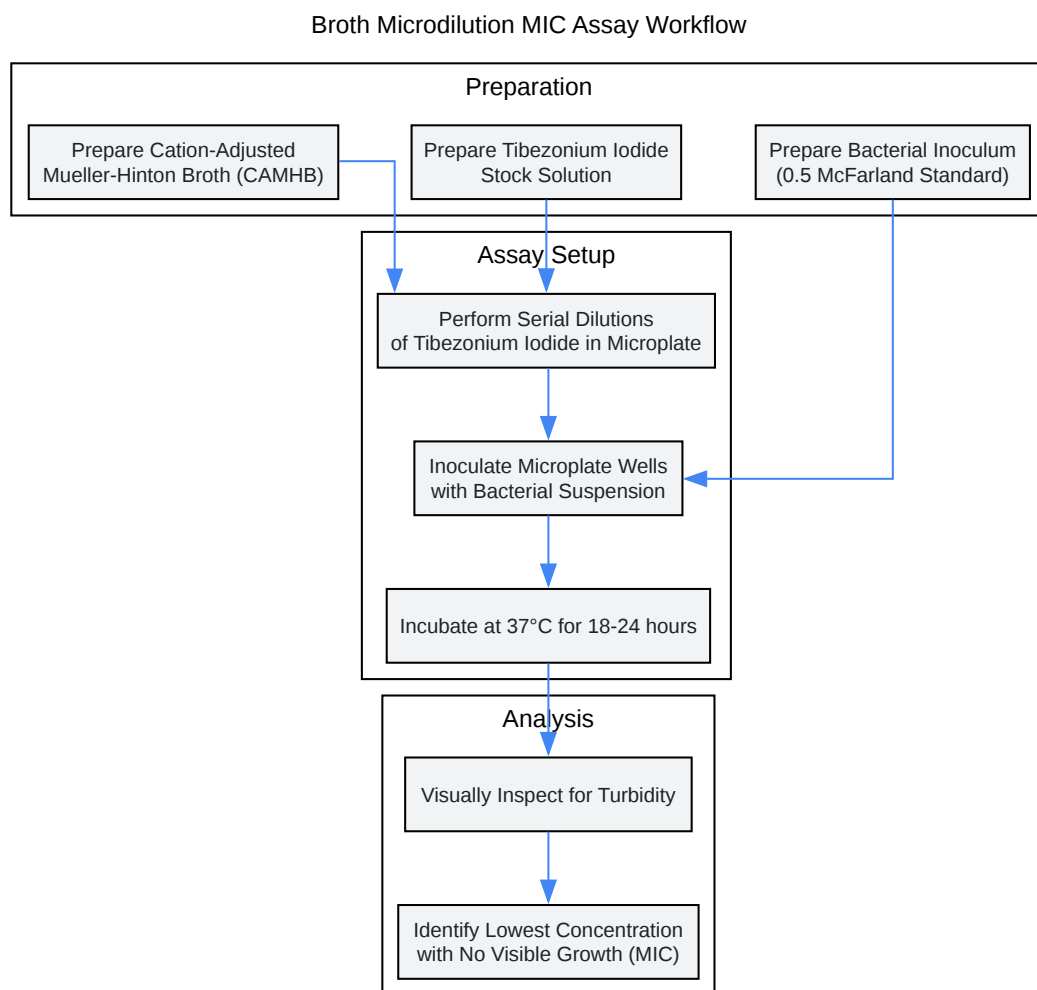 Broth Microdilution MIC Assay Workflow
Preparation
Prepare Cation-Adjusted
Mueller-Hinton Broth (CAMHB)
Prepare Tibezonium Iodide
Stock Solution
Prepare Bacterial Inoculum
(0.5 McFarland Standard)
Assay Setup
Perform Serial Dilutions
of Tibezonium Iodide in Microplate
Inoculate Microplate Wells
with Bacterial Suspension
Incubate at 37°C for 18-24 hours
Analysis
Visually Inspect for Turbidity
Identify Lowest Concentration
with No Visible Growth (MIC)